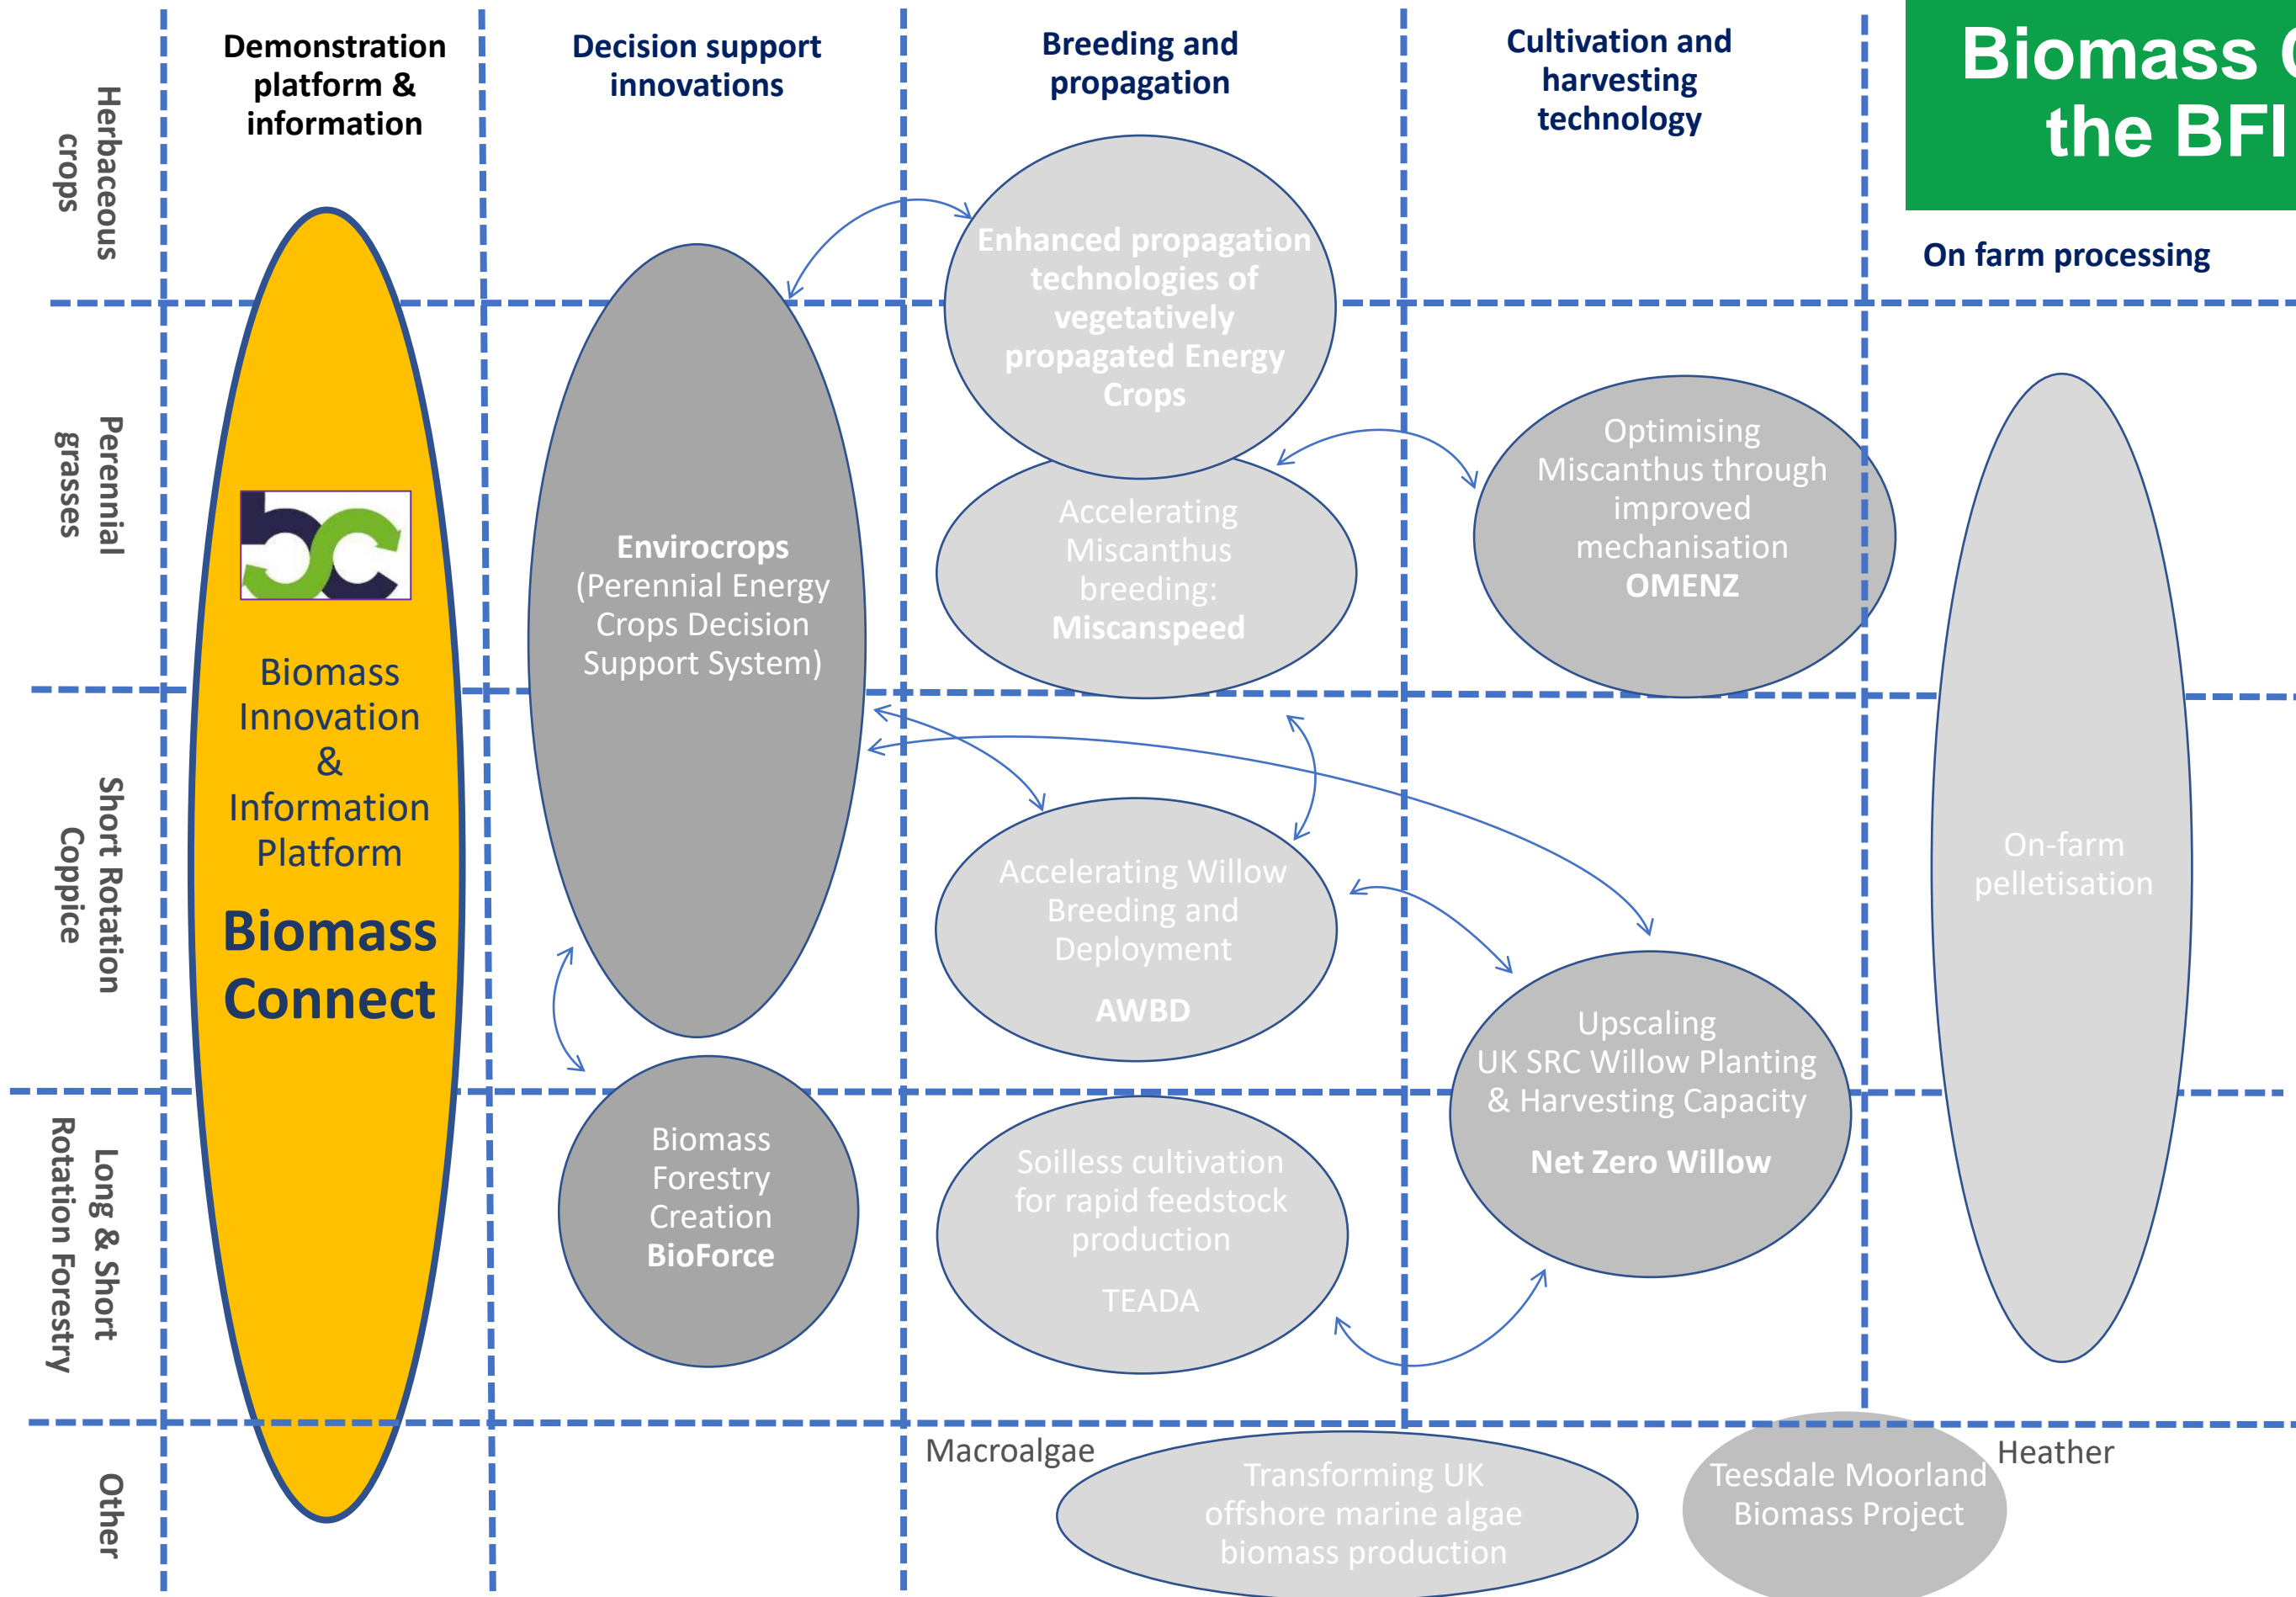 Demonstration
platform &
information
Decision support
innovations
Breeding and
propagation
Cultivation and
harvesting
technology
Biomass C
the BFI
On farm processing
Herbaceous
crops
Perennial
grasses
Short Rotation
Coppice
Long & Short
Rotation Forestry
Other
bc
Biomass
Innovation
&
Information
Platform
Biomass
Connect
Envirocrops
(Perennial Energy
Crops Decision
Support System)
Biomass
Forestry
Creation
BioForce
Enhanced propagation
technologies of
vegetatively
propagated Energy
Crops
Accelerating
Miscanthus
breeding:
Miscanspeed
Accelerating Willow
Breeding and
Deployment
AWBD
Soilless cultivation
for rapid feedstock
production
TEADA
Optimising
Miscanthus through
improved
mechanisation
OMENZ
Upscaling
UK SRC Willow Planting
& Harvesting Capacity
Net Zero Willow
On-farm
pelletisation
Macroalgae
Transforming UK
offshore marine algae
biomass production
Teesdale Moorland
Biomass Project
Heather